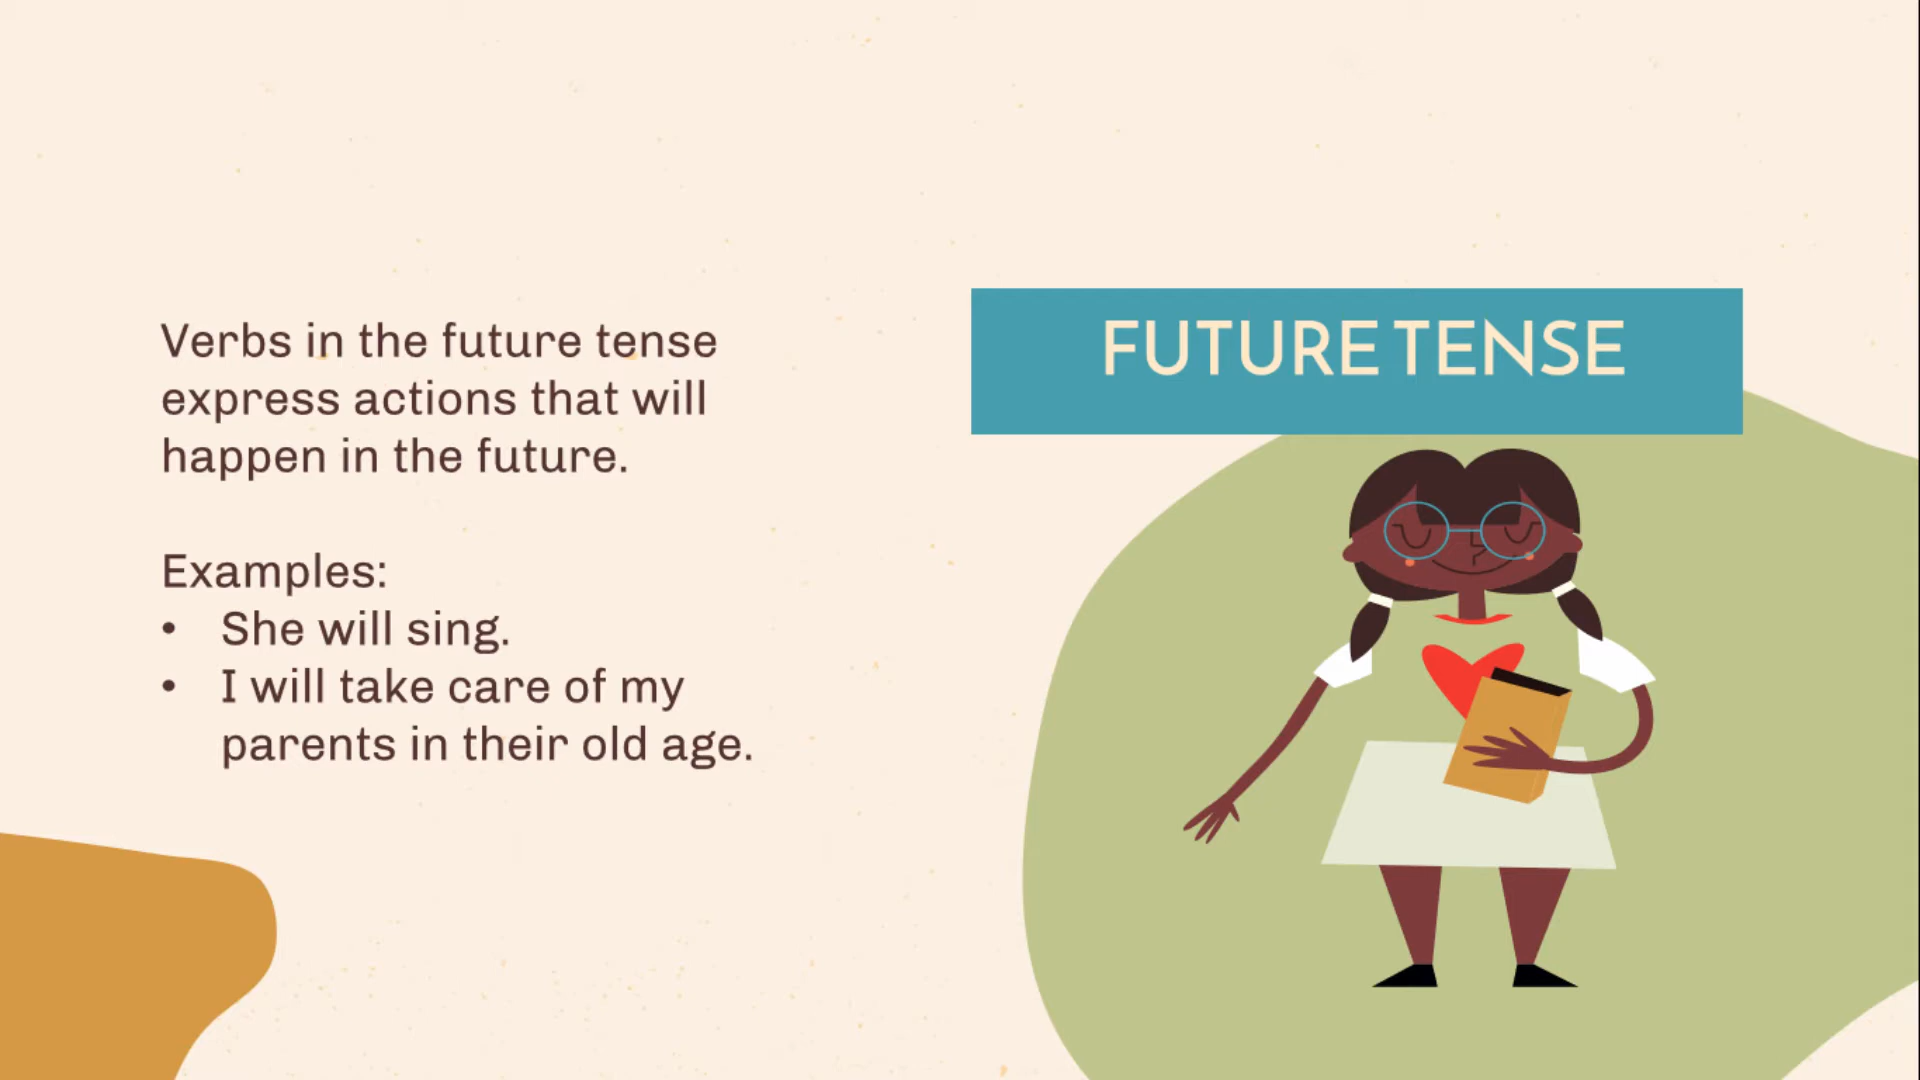 FUTURE TENSE
Verbs in the future tense
express actions that will
happen in the future.
Examples:
• She will sing.
• I will take care of my
parents in their old age.